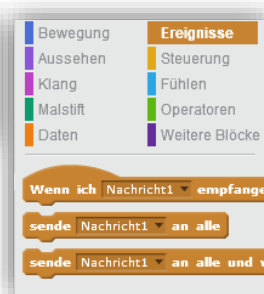 Bewegung Ereignisse
Aussehen Steuerung
Klang Fühlen
Malstift Operatoren
Daten Weitere Blöcke
Wenn ich Nachricht1 empfange
sende Nachricht1 an alle
sende Nachricht1 an alle und